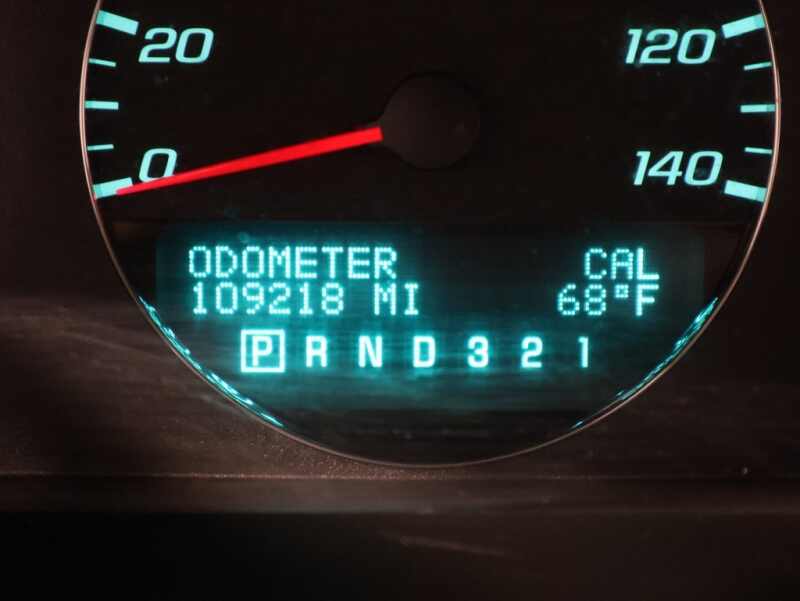 20 120
0 140
ODOMETER CAL
109218 MI 68°F
P R N D 3 2 1